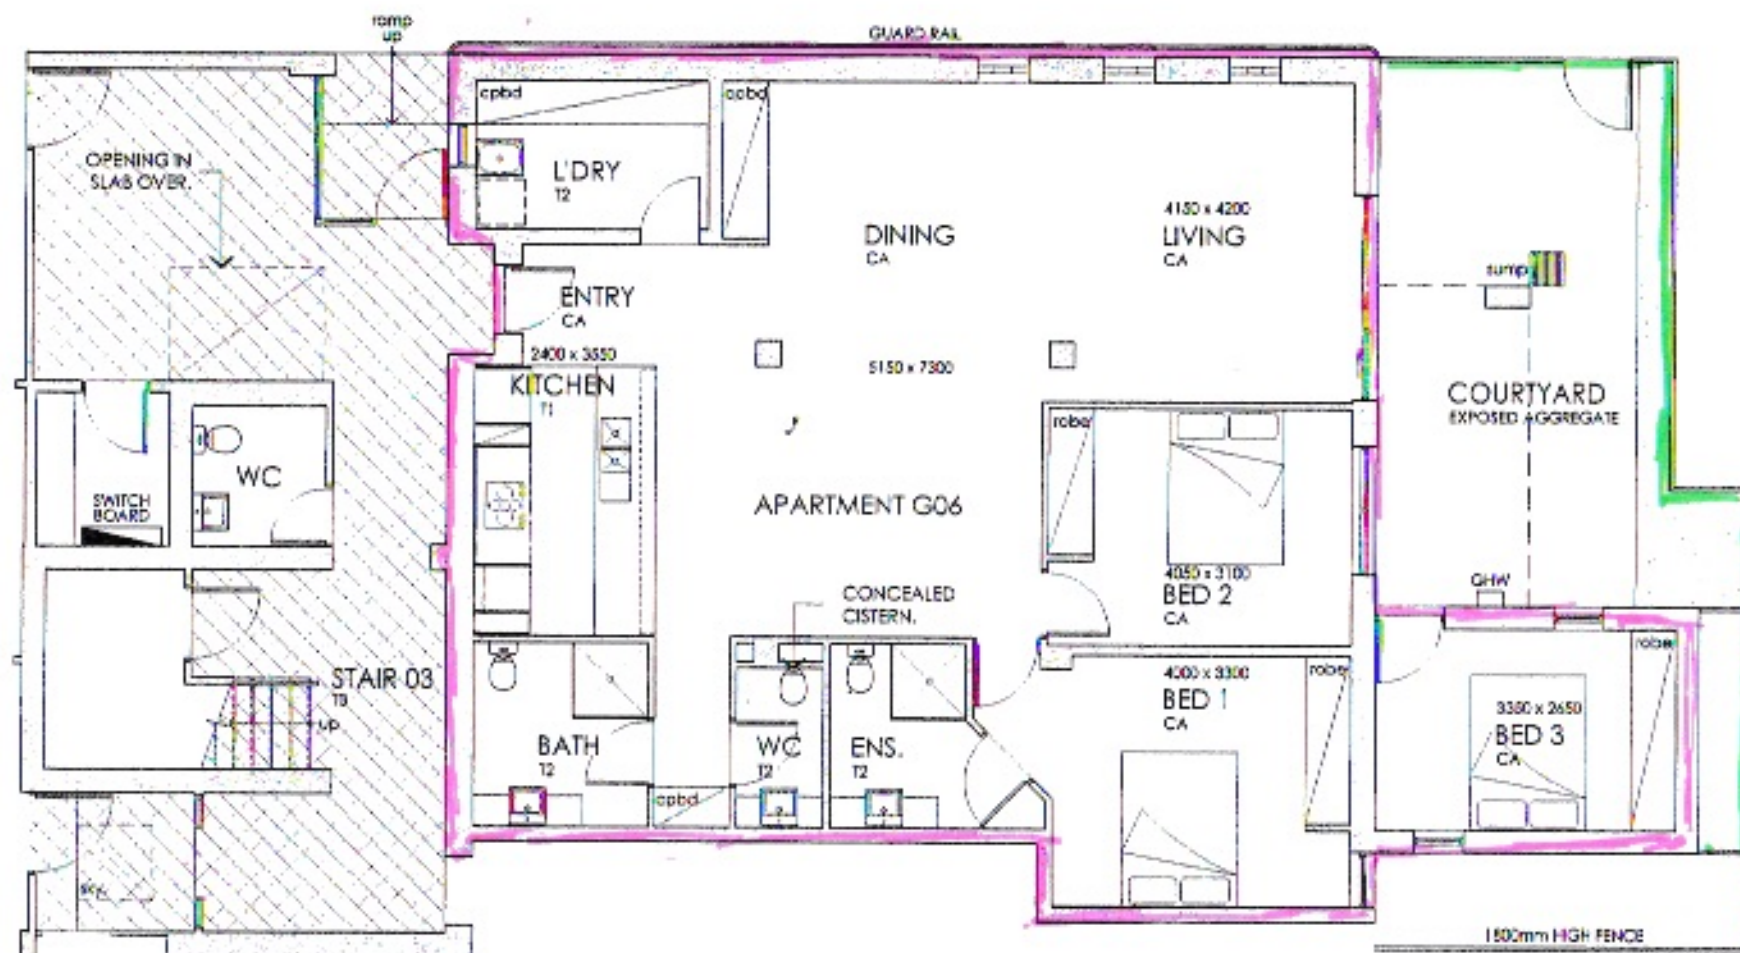 ramp
up
GUARD RAIL
cpbd
cpbd
OPENING IN
SLAB OVER.
L'DRY
T2
DINING
CA
4150 x 4200
LIVING
CA
sump
ENTRY
CA
2400 x 3550
KITCHEN
T1
5150 x 7300
COURTYARD
EXPOSED AGGREGATE
robe
WC
SWITCH
BOARD
APARTMENT G06
4050 x 3100
BED 2
CA
GHW
CONCEALED
CISTERN.
STAIR 03
T3
up
4000 x 3300
BED 1
CA
robe
robe
3350 x 2650
BED 3
CA
BATH
T2
WC
T2
ENS.
T2
cpbd
1800mm HIGH FENCE